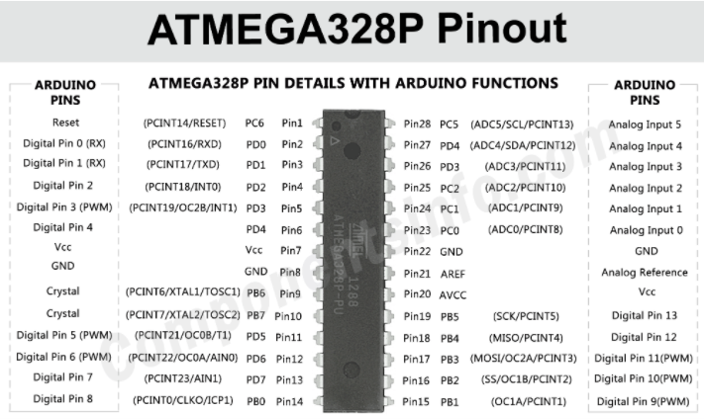 ATMEGA328P Pinout
ARDUINO PINS
ATMEGA328P PIN DETAILS WITH ARDUINO FUNCTIONS
ARDUINO PINS
Reset (PCINT14/RESET) PC6 Pin1 Pin28 PC5 (ADC5/SCL/PCINT13) Analog Input 5
Digital Pin 0 (RX) (PCINT16/RXD) PD0 Pin2 Pin27 PD4 (ADC4/SDA/PCINT12) Analog Input 4
Digital Pin 1 (RX) (PCINT17/TXD) PD1 Pin3 Pin26 PD3 (ADC3/PCINT11) Analog Input 3
Digital Pin 2 (PCINT18/INT0) PD2 Pin4 Pin25 PC2 (ADC2/PCINT10) Analog Input 2
Digital Pin 3 (PWM) (PCINT19/OC2B/INT1) PD3 Pin5 Pin24 PC1 (ADC1/PCINT9) Analog Input 1
Digital Pin 4 PD4 Pin6 Pin23 PC0 (ADC0/PCINT8) Analog Input 0
Vcc Vcc Pin7 Pin22 GND GND
GND GND Pin8 Pin21 AREF Analog Reference
Crystal (PCINT6/XTAL1/TOSC1) PB6 Pin9 Pin20 AVCC Vcc
Crystal (PCINT7/XTAL2/TOSC2) PB7 Pin10 Pin19 PB5 (SCK/PCINT5) Digital Pin 13
Digital Pin 5 (PWM) (PCINT21/OC0B/T1) PD5 Pin11 Pin18 PB4 (MISO/PCINT4) Digital Pin 12
Digital Pin 6 (PWM) (PCINT22/OC0A/AIN0) PD6 Pin12 Pin17 PB3 (MOSI/OC2A/PCINT3) Digital Pin 11(PWM)
Digital Pin 7 (PCINT23/AIN1) PD7 Pin13 Pin16 PB2 (SS/OC1B/PCINT2) Digital Pin 10(PWM)
Digital Pin 8 (PCINT0/CLKO/ICP1) PB0 Pin14 Pin15 PB1 (OC1A/PCINT1) Digital Pin 9(PWM)
ATMEL 1288
ATMEGA328P-PU
Componentsinfo.com